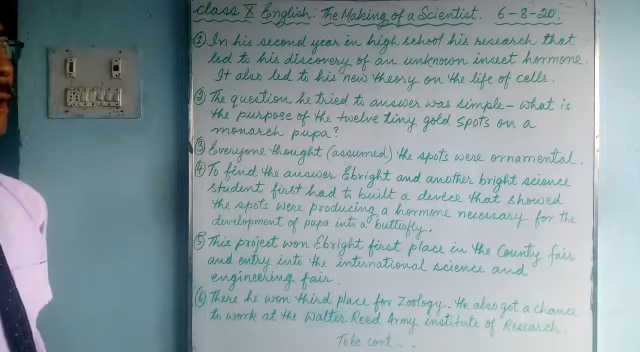 Class X English: The Making of a Scientist. 6-8-20.
① In his second year in high school his research that
led to his discovery of an unknown insect hormone.
It also led to his new theory on the life of cells.
② The question he tried to answer was simple – what is
the purpose of the twelve tiny gold spots on a
monarch pupa?
③ Everyone thought (assumed) the spots were ornamental.
④ To find the answer Ebright and another bright science
student first had to built a device that showed
the spots were producing a hormone necessary for the
development of pupa into a butterfly.
⑤ This project won Ebright first place in the County fair
and entry into the international science and
engineering fair.
⑥ There he won third place for Zoology. He also got a chance
to work at the Walter Reed Army institute of Research.
To be cont...